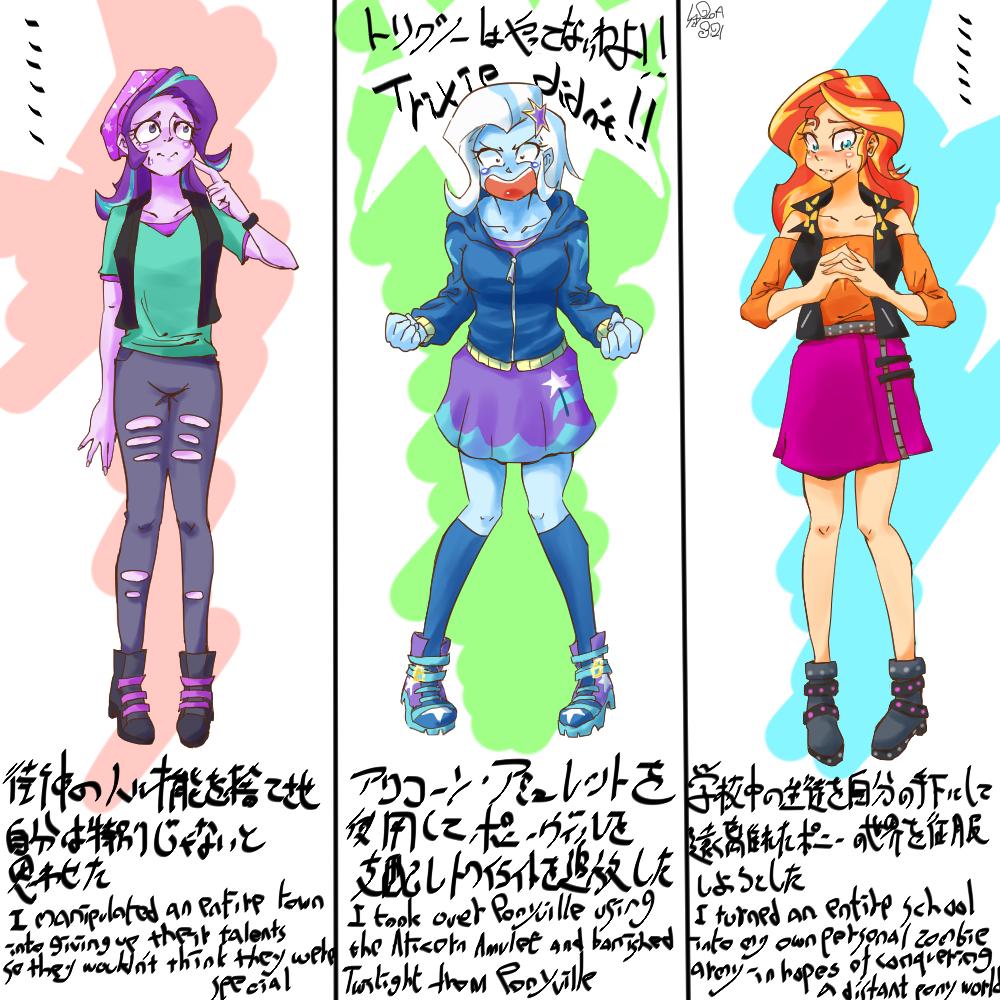 トリクシーはやってないわよ!!
Trixie didn't!!
街中の人に才能を捨てさせ
自分は特別じゃないと
思わせた
I manipulated an entire town
into giving up their talents
so they wouldn't think they were
special
アリコーン・アミュレットを
使用してポニーヴィルを
支配しトワイライトを追放した
I took over Ponyville using
the Alicorn Amulet and banished
Twilight from Ponyville
学校中の生徒を自分の手下にして
遠く離れたポニーの世界を征服
しようとした
I turned an entire school
into my own personal zombie
army in hopes of conquering
a distant pony world